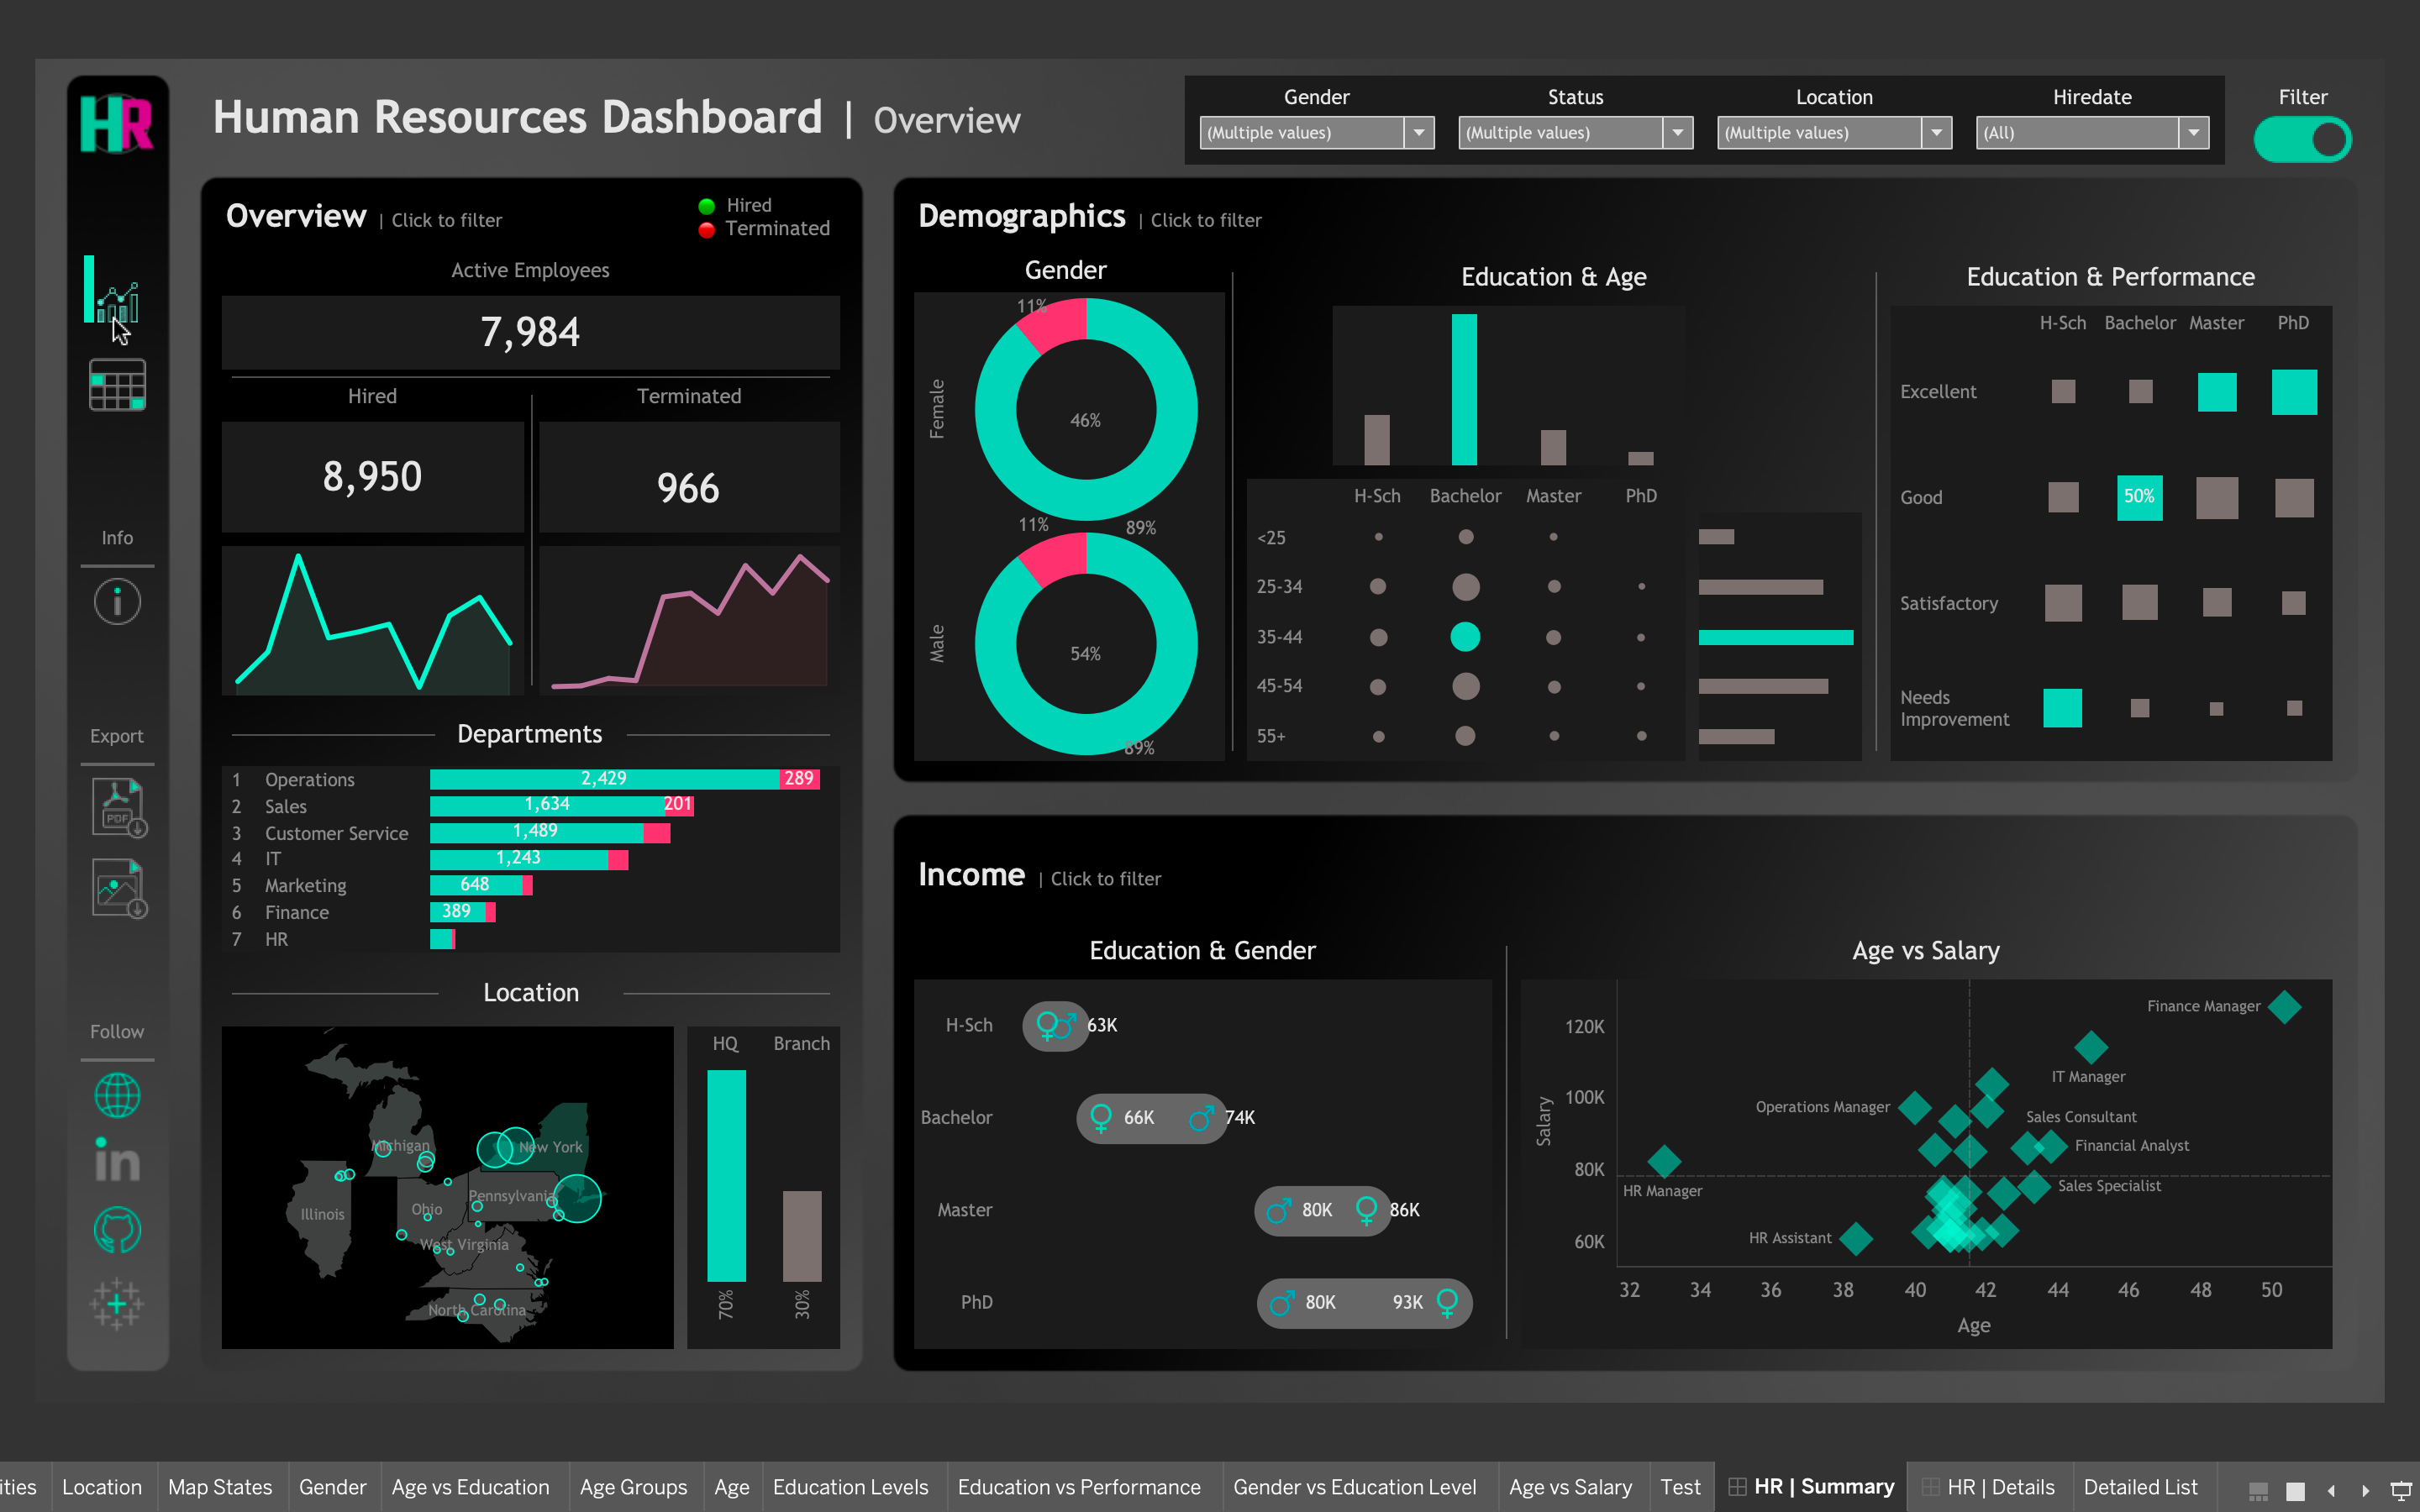 HR
Human Resources Dashboard | Overview
Gender
Status
Location
Hiredate
Filter
(Multiple values)
(Multiple values)
(Multiple values)
(All)
Info
Export
PDF
Follow
in
Overview | Click to filter
Hired
Terminated
Active Employees
7,984
Hired
Terminated
8,950
966
Departments
1 Operations 2,429 289
2 Sales 1,634 201
3 Customer Service 1,489
4 IT 1,243
5 Marketing 648
6 Finance 389
7 HR
Location
Michigan
New York
Illinois
Ohio
Pennsylvania
West Virginia
North Carolina
HQ Branch
70% 30%
Demographics | Click to filter
Gender
Female
11%
46%
89%
Male
11%
54%
89%
Education & Age
H-Sch Bachelor Master PhD
<25
25-34
35-44
45-54
55+
Education & Performance
H-Sch Bachelor Master PhD
Excellent
Good 50%
Satisfactory
Needs
Improvement
Income | Click to filter
Education & Gender
H-Sch 63K
Bachelor 66K 74K
Master 80K 86K
PhD 80K 93K
Age vs Salary
Salary
120K
100K
80K
60K
Finance Manager
IT Manager
Operations Manager
Sales Consultant
Financial Analyst
HR Manager
Sales Specialist
HR Assistant
32 34 36 38 40 42 44 46 48 50
Age
ities Location Map States Gender Age vs Education Age Groups Age Education Levels Education vs Performance Gender vs Education Level Age vs Salary Test HR | Summary HR | Details Detailed List